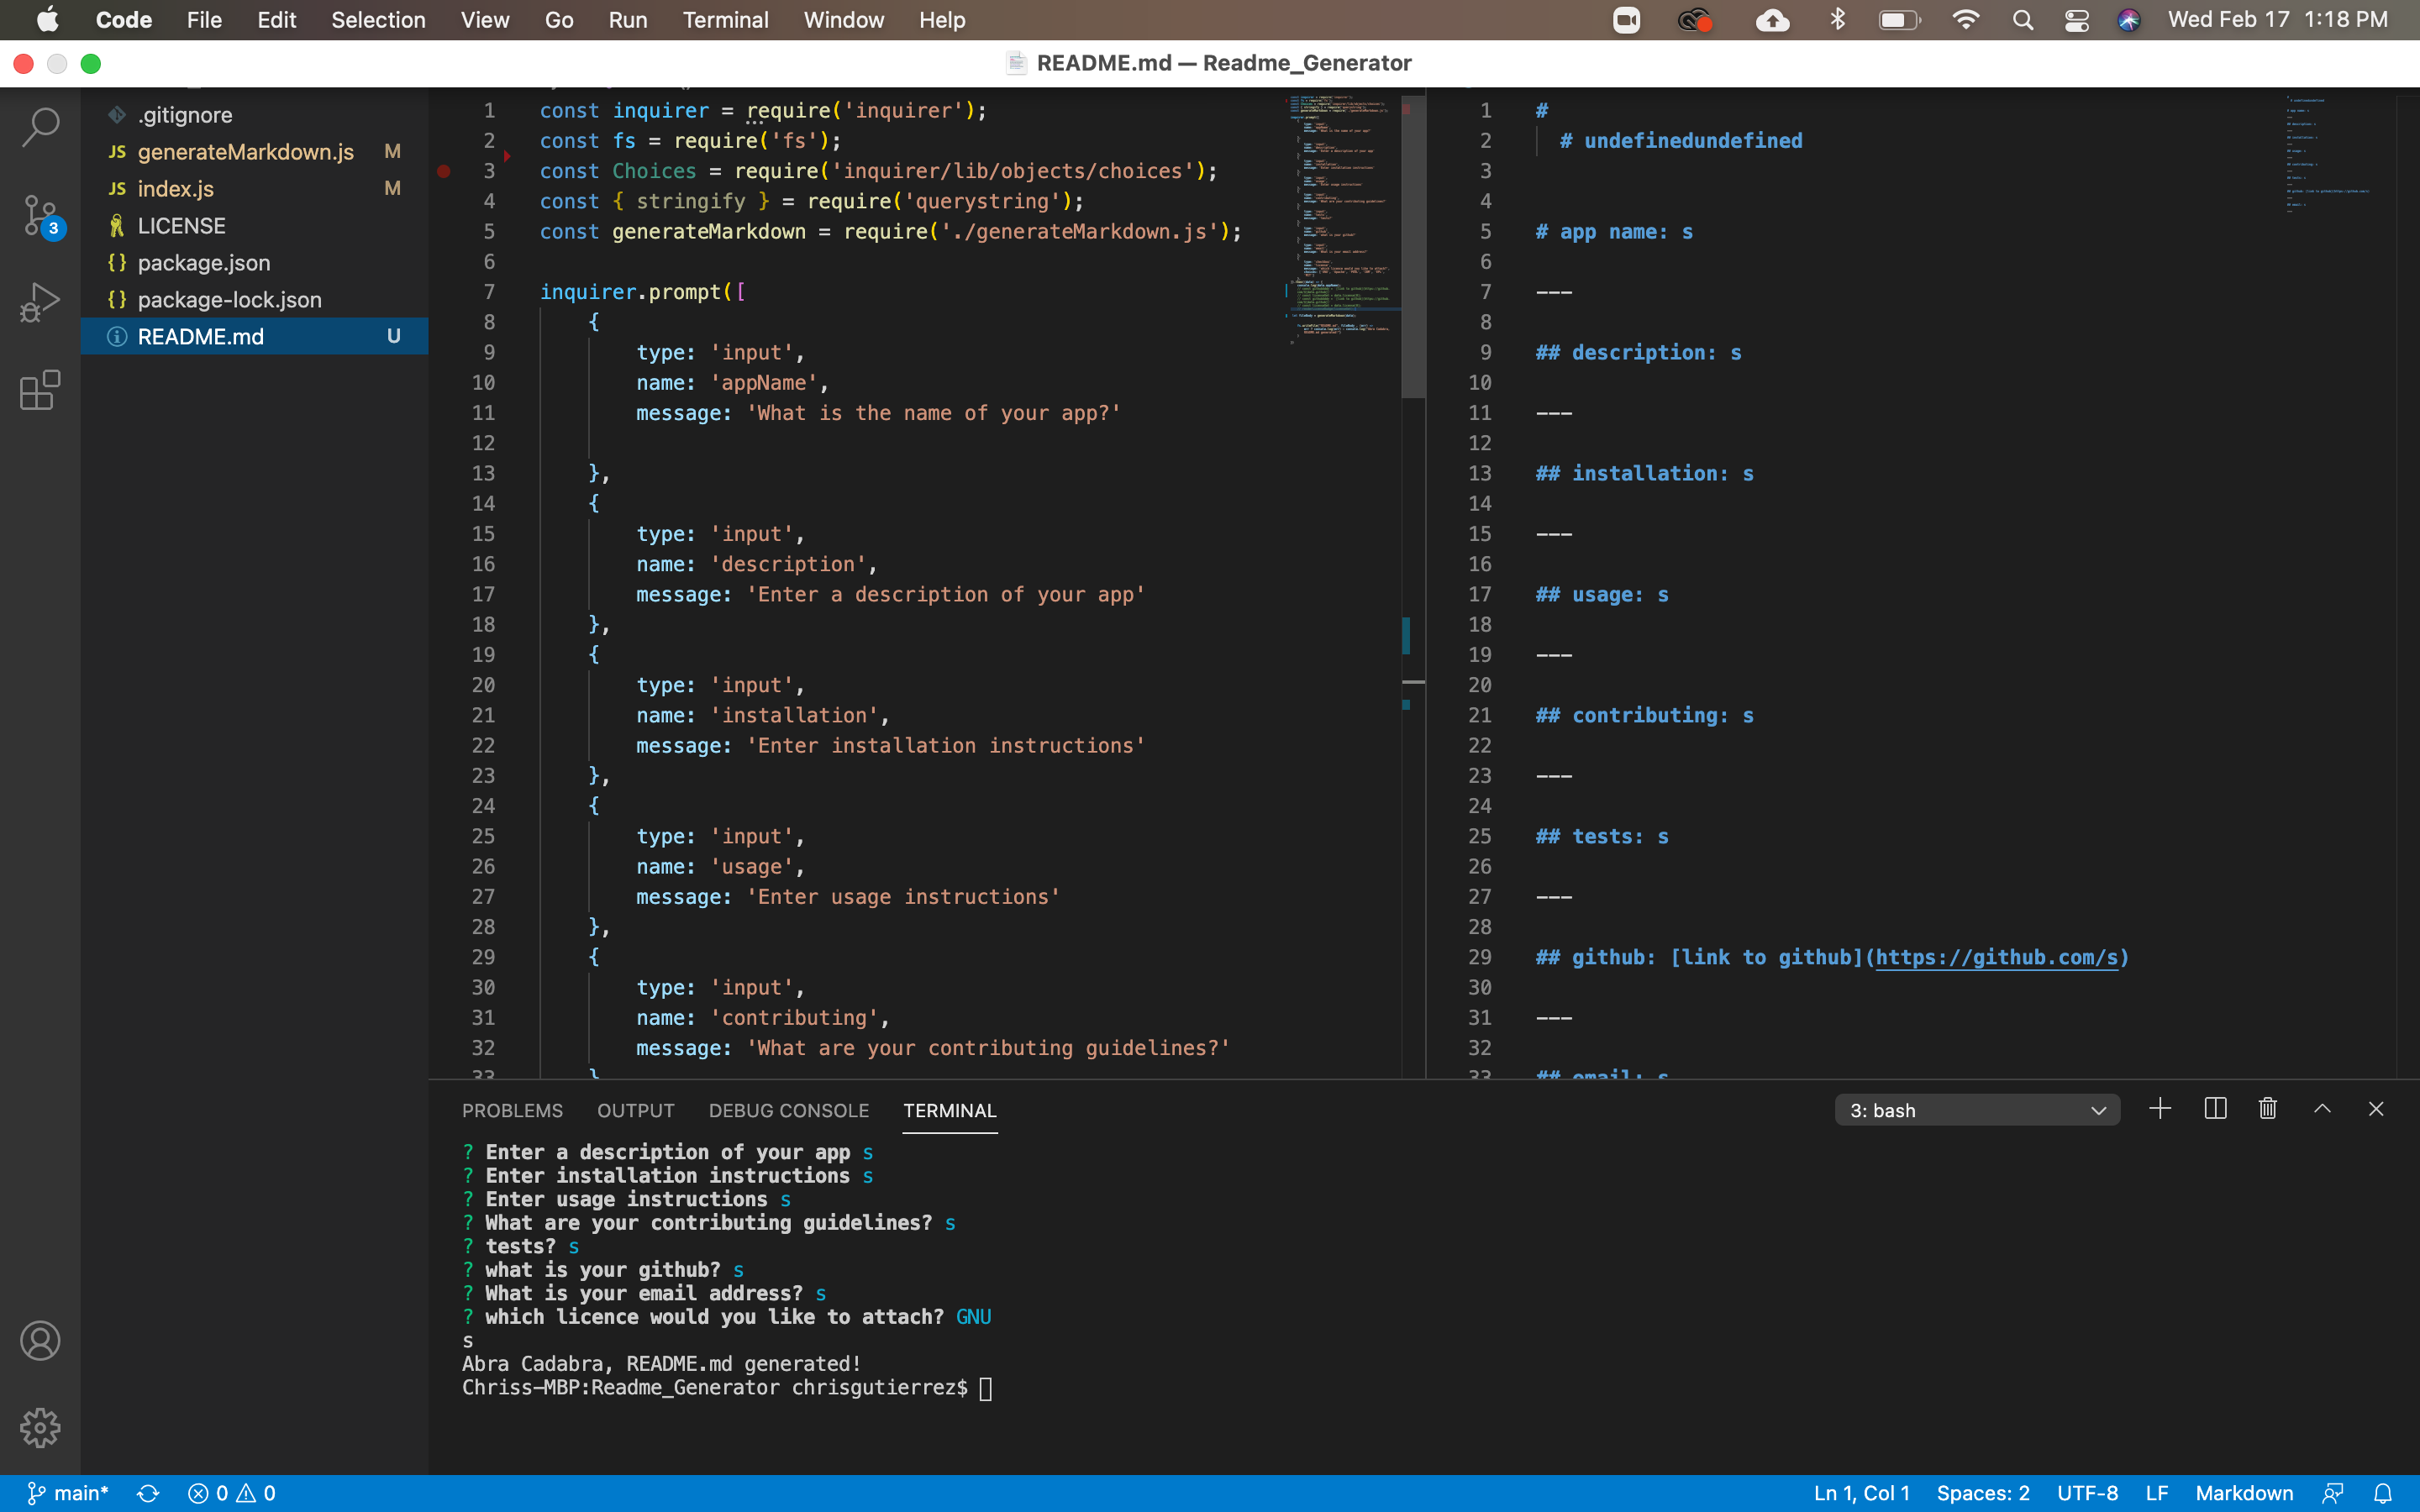 Code File Edit Selection View Go Run Terminal Window Help Wed Feb 17 1:18 PM
README.md — Readme_Generator
.gitignore
JS generateMarkdown.js M
JS index.js M
LICENSE
{} package.json
{} package-lock.json
README.md U
3
1 const inquirer = require('inquirer');
2 const fs = require('fs');
3 const Choices = require('inquirer/lib/objects/choices');
4 const { stringify } = require('querystring');
5 const generateMarkdown = require('./generateMarkdown.js');
6
7 inquirer.prompt([
8 {
9 type: 'input',
10 name: 'appName',
11 message: 'What is the name of your app?'
12
13 },
14 {
15 type: 'input',
16 name: 'description',
17 message: 'Enter a description of your app'
18 },
19 {
20 type: 'input',
21 name: 'installation',
22 message: 'Enter installation instructions'
23 },
24 {
25 type: 'input',
26 name: 'usage',
27 message: 'Enter usage instructions'
28 },
29 {
30 type: 'input',
31 name: 'contributing',
32 message: 'What are your contributing guidelines?'
33 }
1 #
2 # undefinedundefined
3
4
5 # app name: s
6
7 ---
8
9 ## description: s
10
11 ---
12
13 ## installation: s
14
15 ---
16
17 ## usage: s
18
19 ---
20
21 ## contributing: s
22
23 ---
24
25 ## tests: s
26
27 ---
28
29 ## github: [link to github](https://github.com/s)
30
31 ---
32
33 ## email: s
PROBLEMS OUTPUT DEBUG CONSOLE TERMINAL 3: bash
? Enter a description of your app s
? Enter installation instructions s
? Enter usage instructions s
? What are your contributing guidelines? s
? tests? s
? what is your github? s
? What is your email address? s
? which licence would you like to attach? GNU
s
Abra Cadabra, README.md generated!
Chriss-MBP:Readme_Generator chrisgutierrez$
main* 0 0 Ln 1, Col 1 Spaces: 2 UTF-8 LF Markdown